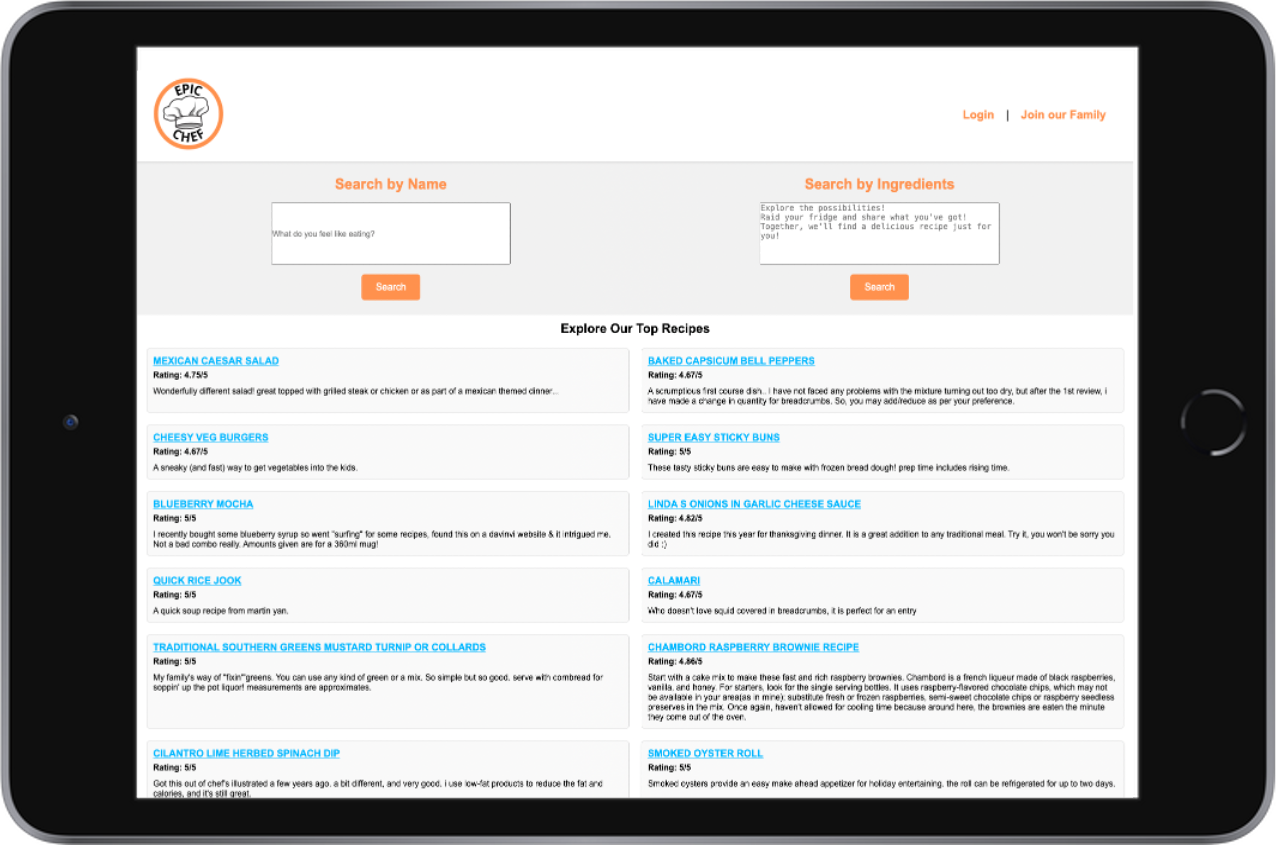 EPIC
CHEF
Login | Join our Family
Search by Name
What do you feel like eating?
Search
Search by Ingredients
Explore the possibilities!
Raid your fridge and share what you've got!
Together, we'll find a delicious recipe just for
you!
Search
Explore Our Top Recipes
MEXICAN CAESAR SALAD
Rating: 4.75/5
Wonderfully different salad! great topped with grilled steak or chicken or as part of a mexican themed dinner...
BAKED CAPSICUM BELL PEPPERS
Rating: 4.67/5
A scrumptious first course dish.. I have not faced any problems with the mixture turning out too dry, but after the 1st review, i
have made a change in quantity for breadcrumbs. So, you may add/reduce as per your preference.
CHEESY VEG BURGERS
Rating: 4.67/5
A sneaky (and fast) way to get vegetables into the kids.
SUPER EASY STICKY BUNS
Rating: 5/5
These tasty sticky buns are easy to make with frozen bread dough! prep time includes rising time.
BLUEBERRY MOCHA
Rating: 5/5
I recently bought some blueberry syrup so went "surfing" for some recipes, found this on a davinvi website & it intrigued me.
Not a bad combo really. Amounts given are for a 360ml mug!
LINDA S ONIONS IN GARLIC CHEESE SAUCE
Rating: 4.82/5
I created this recipe this year for thanksgiving dinner. It is a great addition to any traditional meal. Try it, you won't be sorry you
did :)
QUICK RICE JOOK
Rating: 5/5
A quick soup recipe from martin yan.
CALAMARI
Rating: 4.67/5
Who doesn't love squid covered in breadcrumbs, it is perfect for an entry
TRADITIONAL SOUTHERN GREENS MUSTARD TURNIP OR COLLARDS
Rating: 5/5
My family's way of "fixin'"greens. You can use any kind of green or a mix. So simple but so good. serve with cornbread for
soppin' up the pot liquor! measurements are approximates.
CHAMBORD RASPBERRY BROWNIE RECIPE
Rating: 4.86/5
Start with a cake mix to make these fast and rich raspberry brownies. Chambord is a french liqueur made of black raspberries,
vanilla, and honey. For starters, look for the single serving bottles. It uses raspberry-flavored chocolate chips, which may not
be available in your area(as in mine); substitute fresh or frozen raspberries, semi-sweet chocolate chips or raspberry seedless
preserves in the mix. Once again, haven't allowed for cooling time because around here, the brownies are eaten the minute
they come out of the oven.
CILANTRO LIME HERBED SPINACH DIP
Rating: 5/5
Got this out of chef's illustrated a few years ago. a bit different, and very good. i use low-fat products to reduce the fat and
calories, and it's still great.
SMOKED OYSTER ROLL
Rating: 5/5
Smoked oysters provide an easy make ahead appetizer for holiday entertaining. the roll can be refrigerated for up to two days.